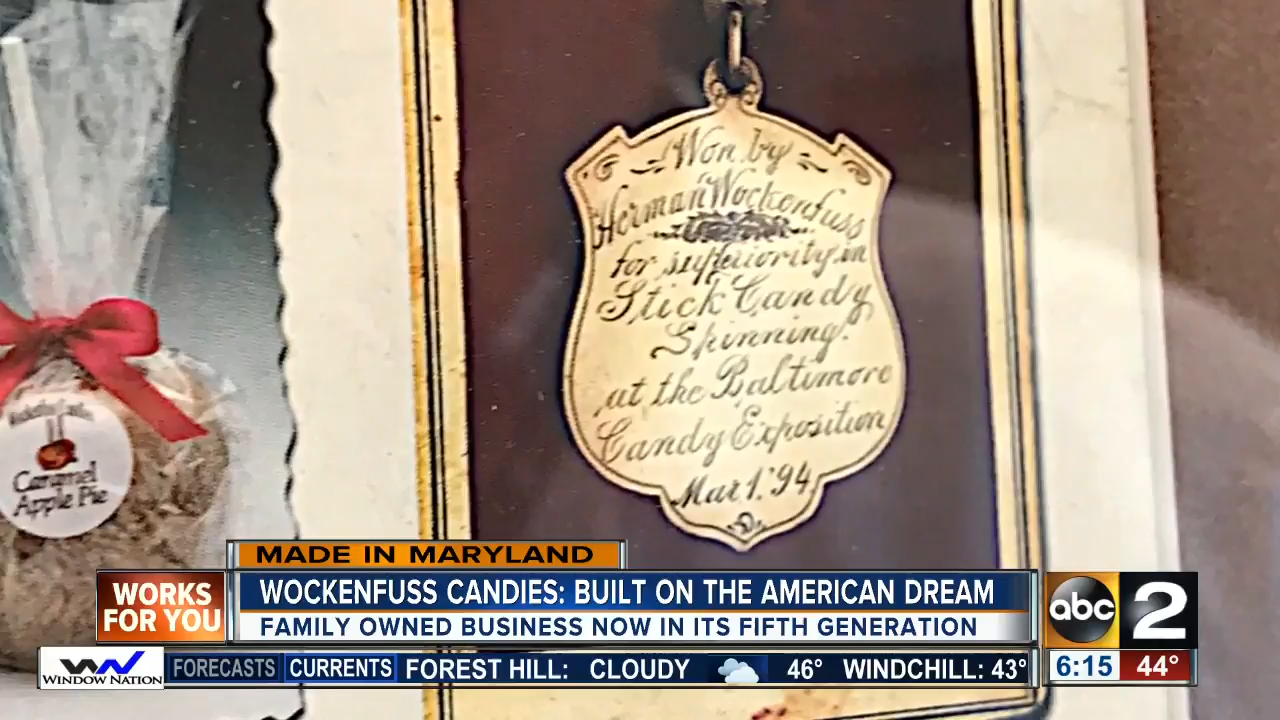 Won by
Herman Wockenfuss
for superiority in
Stick Candy
Spinning.
at the Baltimore
Candy Exposition
Mar 1. '94
Caramel
Apple Pie
MADE IN MARYLAND
WORKS
FOR YOU
WOCKENFUSS CANDIES: BUILT ON THE AMERICAN DREAM
FAMILY OWNED BUSINESS NOW IN ITS FIFTH GENERATION
abc 2
WINDOW NATION
FORECASTS CURRENTS FOREST HILL: CLOUDY 46° WINDCHILL: 43°
6:15 44°